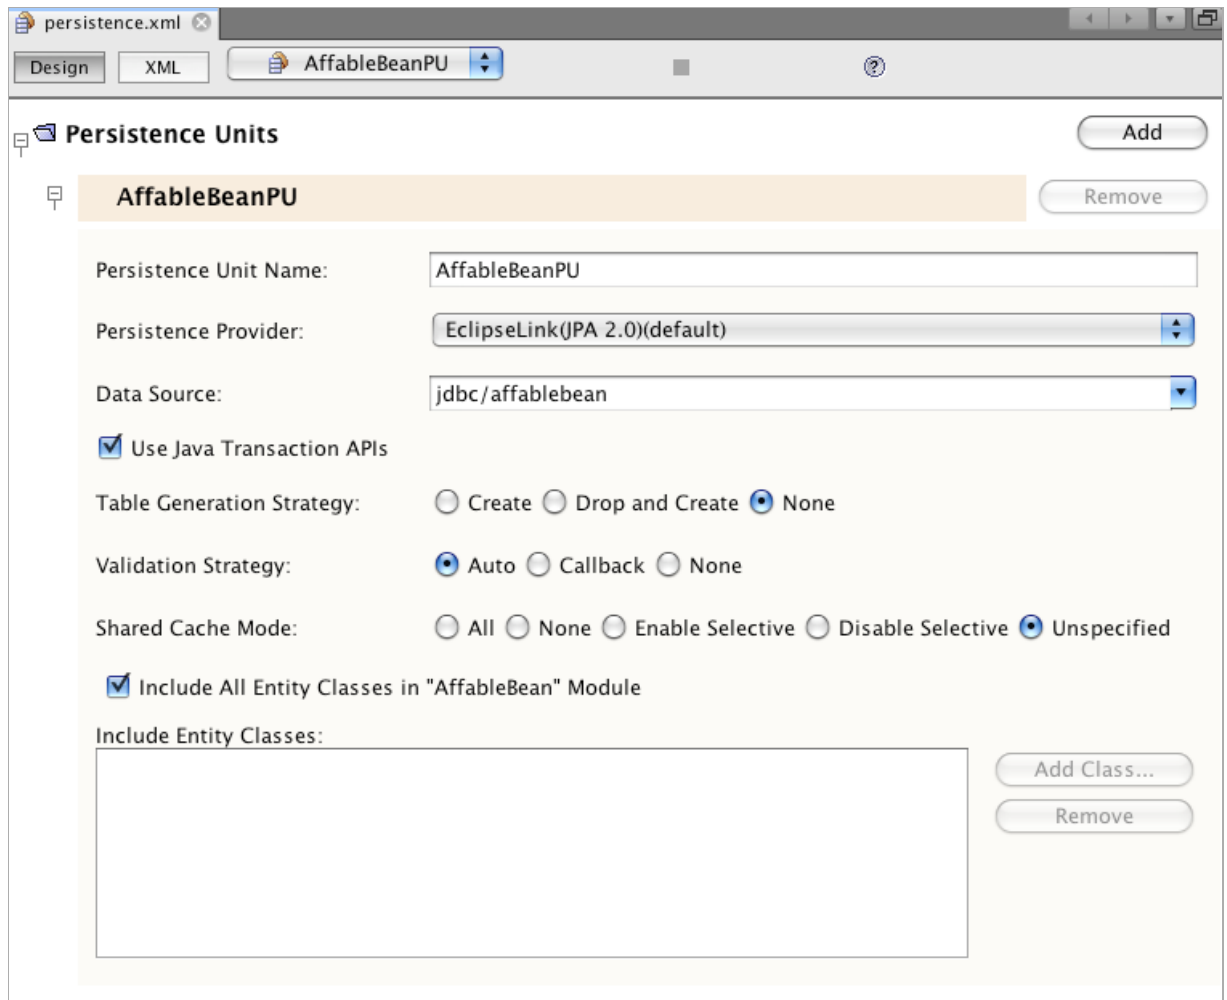 persistence.xml
Design XML AffableBeanPU
Persistence Units Add
AffableBeanPU Remove
Persistence Unit Name: AffableBeanPU
Persistence Provider: EclipseLink(JPA 2.0)(default)
Data Source: jdbc/affablebean
Use Java Transaction APIs
Table Generation Strategy: Create Drop and Create None
Validation Strategy: Auto Callback None
Shared Cache Mode: All None Enable Selective Disable Selective Unspecified
Include All Entity Classes in "AffableBean" Module
Include Entity Classes:
Add Class...
Remove